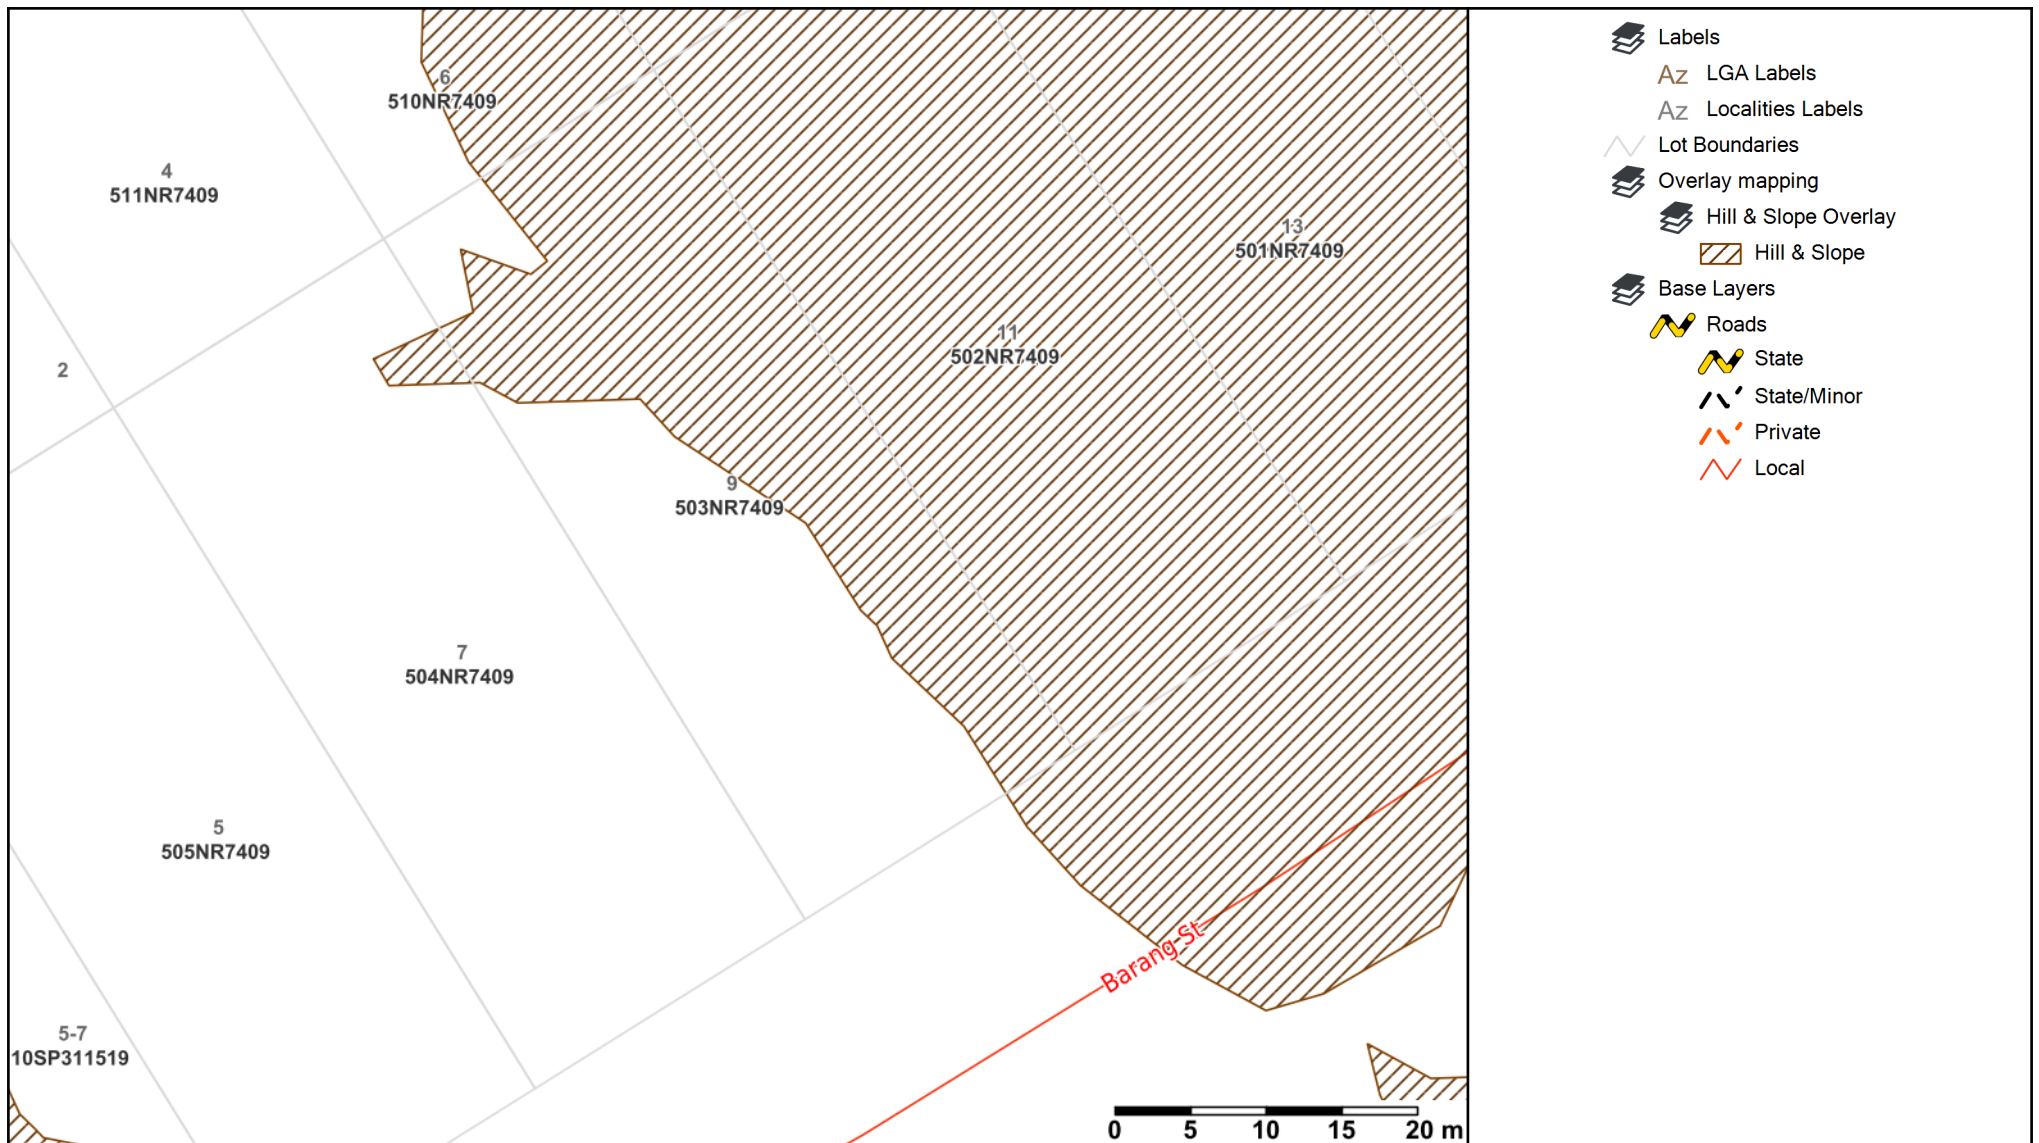 6
510NR7409
4
511NR7409
13
501NR7409
11
502NR7409
2
9
503NR7409
7
504NR7409
5
505NR7409
Barang St
5-7
10SP311519
0 5 10 15 20 m
Labels
Az LGA Labels
Az Localities Labels
Lot Boundaries
Overlay mapping
Hill & Slope Overlay
Hill & Slope
Base Layers
Roads
State
State/Minor
Private
Local